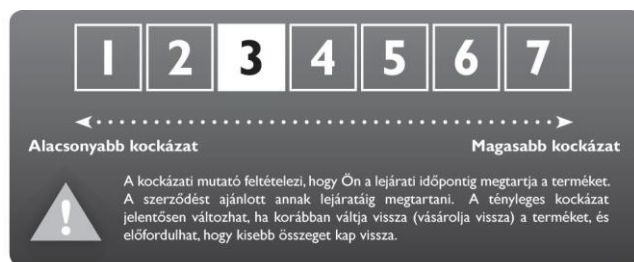 1 2 3 4 5 6 7
Alacsonyabb kockázat Magasabb kockázat
A kockázati mutató feltételezi, hogy Ön a lejárati időpontig megtartja a terméket.
A szerződést ajánlott annak lejáratáig megtartani. A tényleges kockázat
jelentősen változhat, ha korábban váltja vissza (vásárolja vissza) a terméket, és
előfordulhat, hogy kisebb összeget kap vissza.